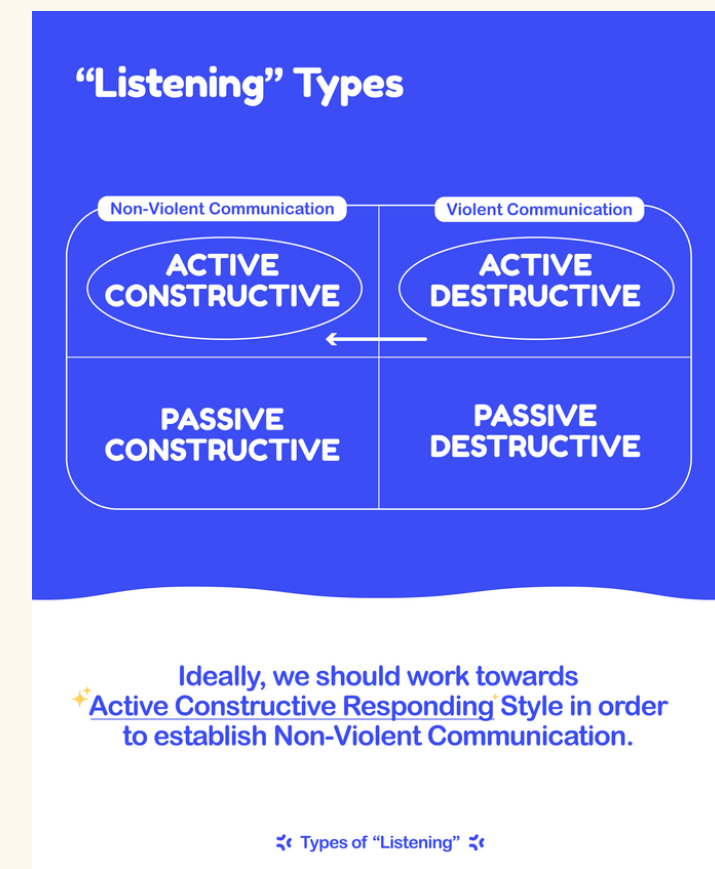 “Listening” Types
Non-Violent Communication
Violent Communication
ACTIVE
CONSTRUCTIVE
ACTIVE
DESTRUCTIVE
PASSIVE
CONSTRUCTIVE
PASSIVE
DESTRUCTIVE
Ideally, we should work towards
Active Constructive Responding Style in order
to establish Non-Violent Communication.
Types of “Listening”